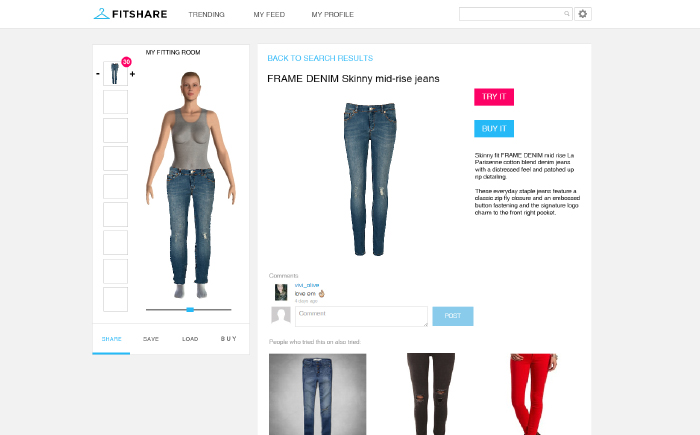 FITSHARE
TRENDING
MY FEED
MY PROFILE
MY FITTING ROOM
30
- +
SHARE
SAVE
LOAD
BUY
BACK TO SEARCH RESULTS
FRAME DENIM Skinny mid-rise jeans
TRY IT
BUY IT
Skinny fit FRAME DENIM mid rise La
Parisenne cotton blend denim jeans
with a distressed feel and patched up
rip detailing.
These everyday staple jeans feature a
classic zip fly closure and an embossed
button fastening and the signature logo
charm to the front right pocket.
Comments
vivi_olive
love em 👌🏽
4 days ago
Comment
POST
People who tried this on also tried: